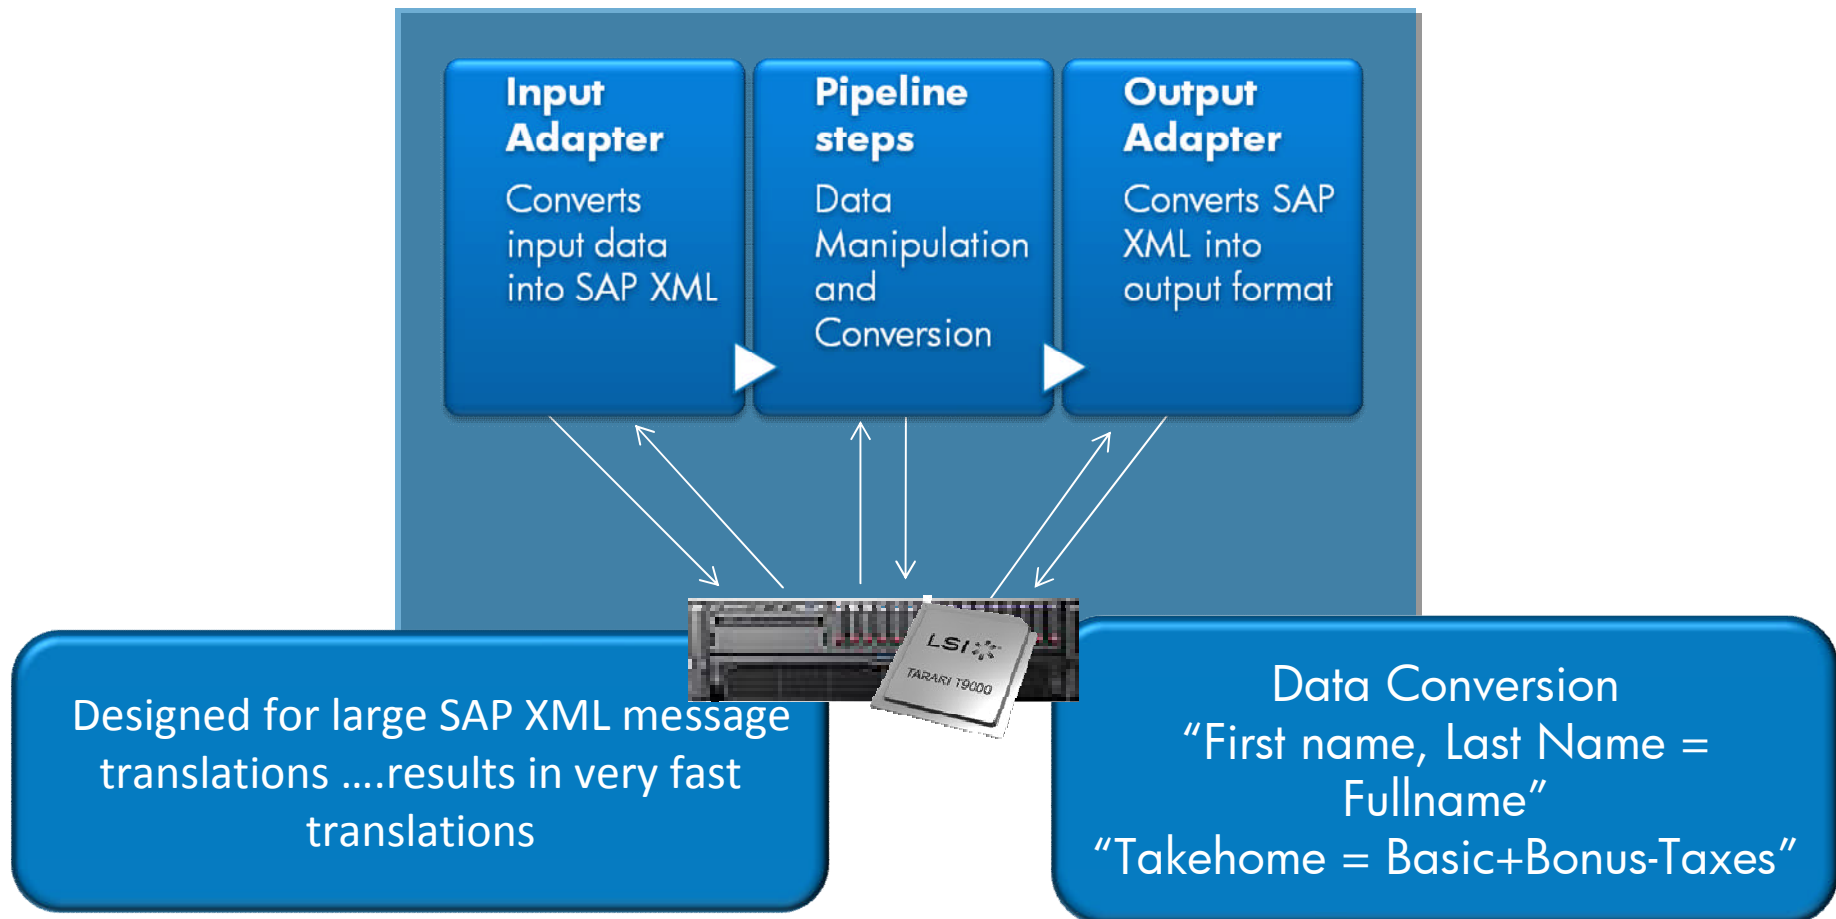 Input
Adapter
Converts
input data
into SAP XML
Pipeline
steps
Data
Manipulation
and
Conversion
Output
Adapter
Converts SAP
XML into
output format
LSI
TARARI T9000
Designed for large SAP XML message
translations ....results in very fast
translations
Data Conversion
“First name, Last Name =
Fullname”
“Takehome = Basic+Bonus-Taxes”